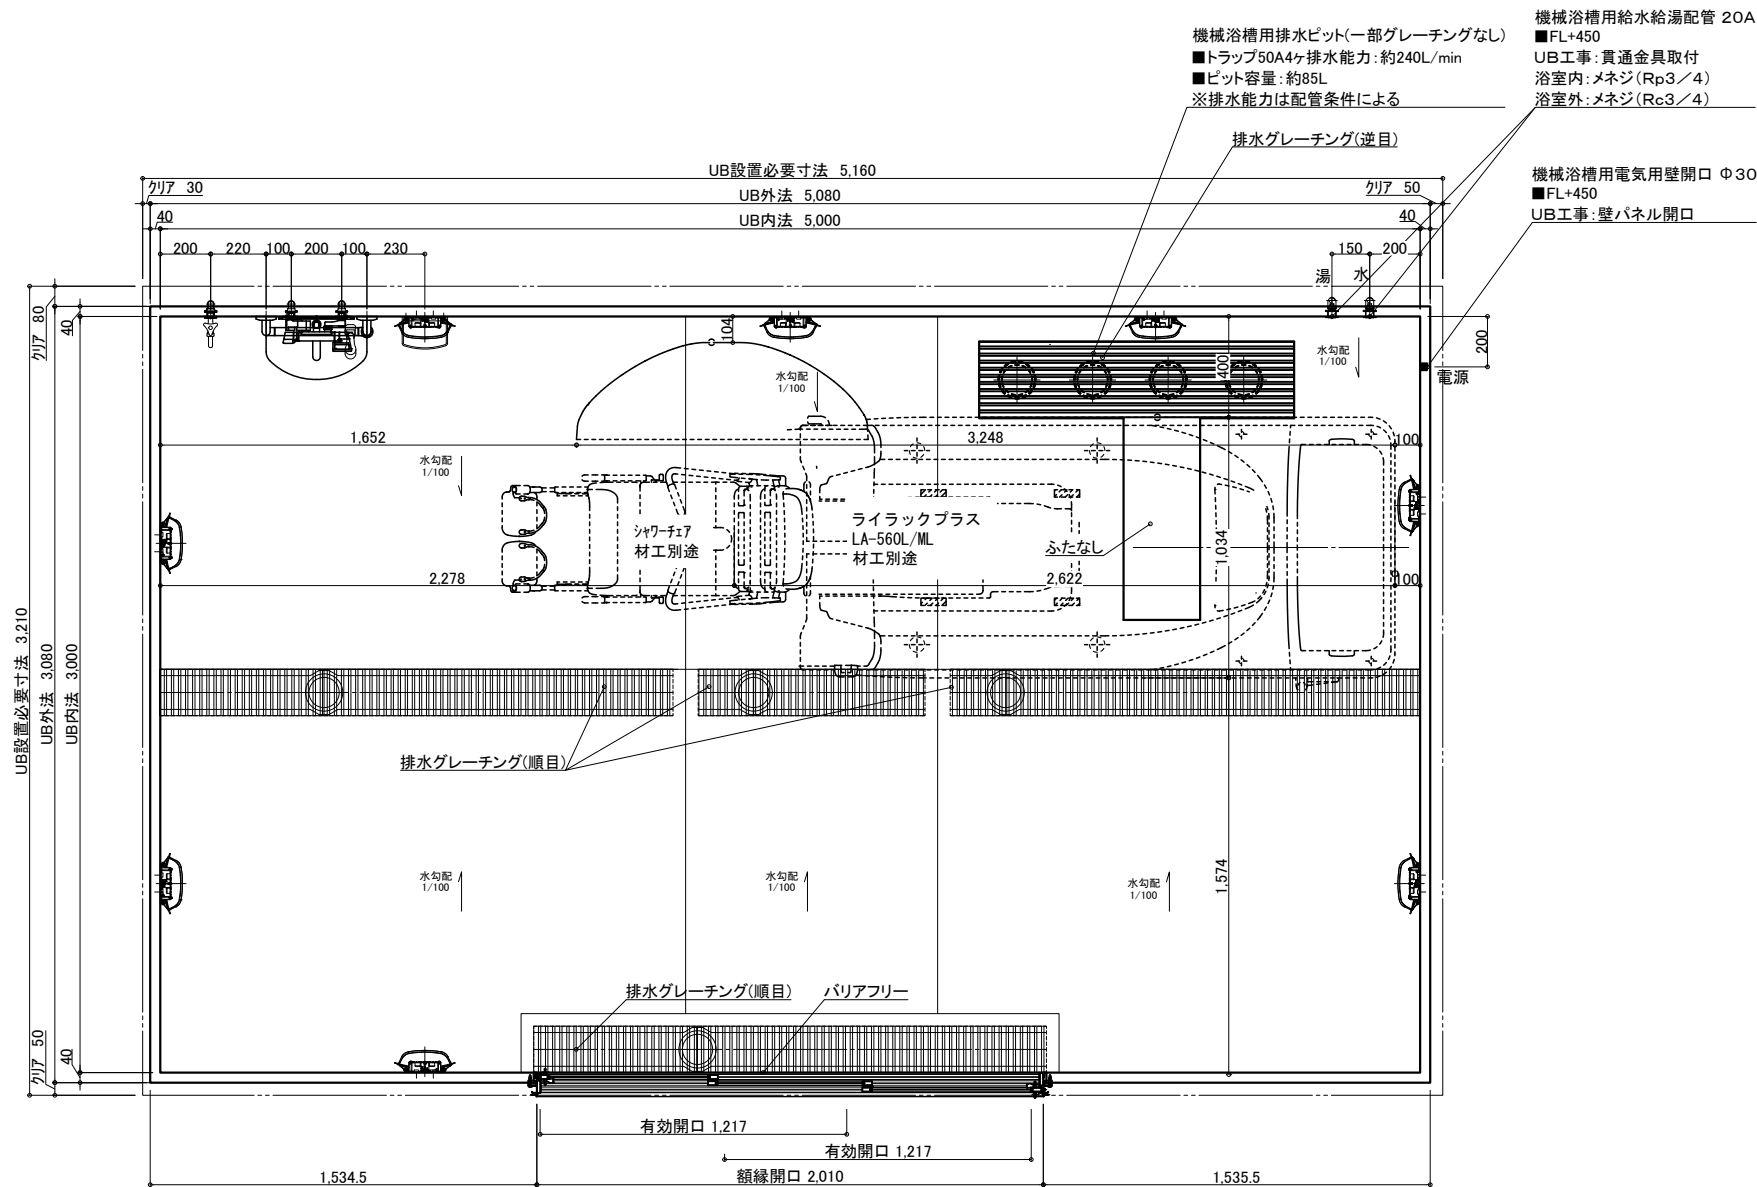 機械浴槽用給水給湯配管 20A
■FL+450
UB工事:貫通金具取付
浴室内:メネジ(Rp3/4)
浴室外:メネジ(Rc3/4)
機械浴槽用排水ピット(一部グレーチングなし)
■トラップ50A4ヶ排水能力:約240L/min
■ピット容量:約85L
※排水能力は配管条件による
排水グレーチング(逆目)
機械浴槽用電気用壁開口 Φ30
■FL+450
UB工事:壁パネル開口
UB設置必要寸法 5,160
クリア 30
UB外法 5,080
クリア 50
40
UB内法 5,000
40
200
220
100
200
100
230
150
200
湯
水
クリア 80
40
104
400
200
電源
水勾配
1/100
水勾配
1/100
1,652
3,248
100
水勾配
1/100
シャワーチェア
材工別途
ライラックプラス
LA-560L/ML
材工別途
ふたなし
1,034
2,278
2,622
100
UB設置必要寸法 3,210
UB外法 3,080
UB内法 3,000
排水グレーチング(順目)
1,574
水勾配
1/100
水勾配
1/100
水勾配
1/100
排水グレーチング(順目)
バリアフリー
クリア 50
40
有効開口 1,217
有効開口 1,217
1,534.5
額縁開口 2,010
1,535.5